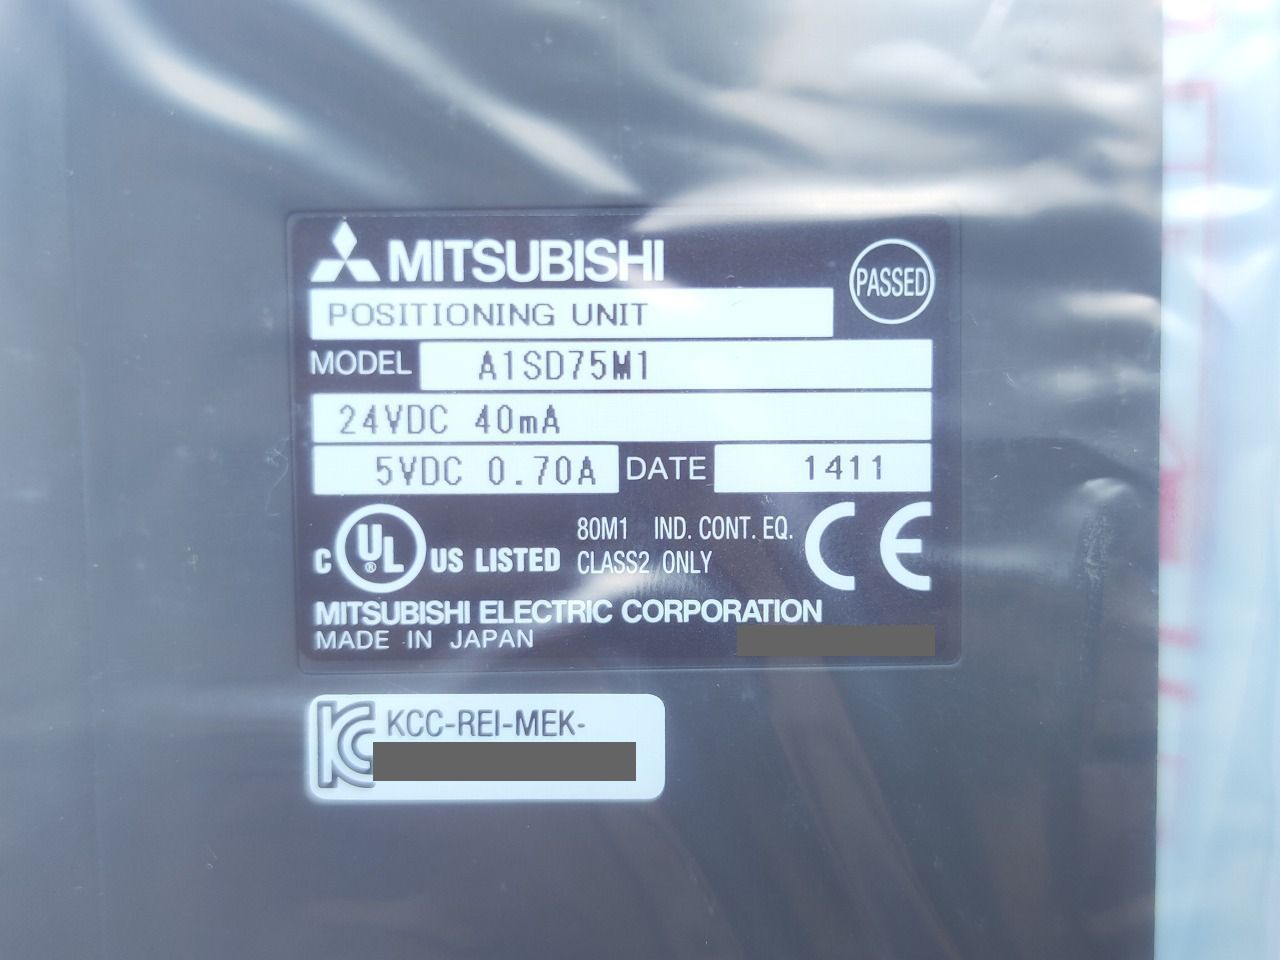 MITSUBISHI
PASSED
POSITIONING UNIT
MODEL A1SD75M1
24VDC 40mA
5VDC 0.70A DATE 1411
C UL ® US LISTED 80M1 IND. CONT. EQ.
CLASS2 ONLY CE
MITSUBISHI ELECTRIC CORPORATION
MADE IN JAPAN
KC KCC-REI-MEK-